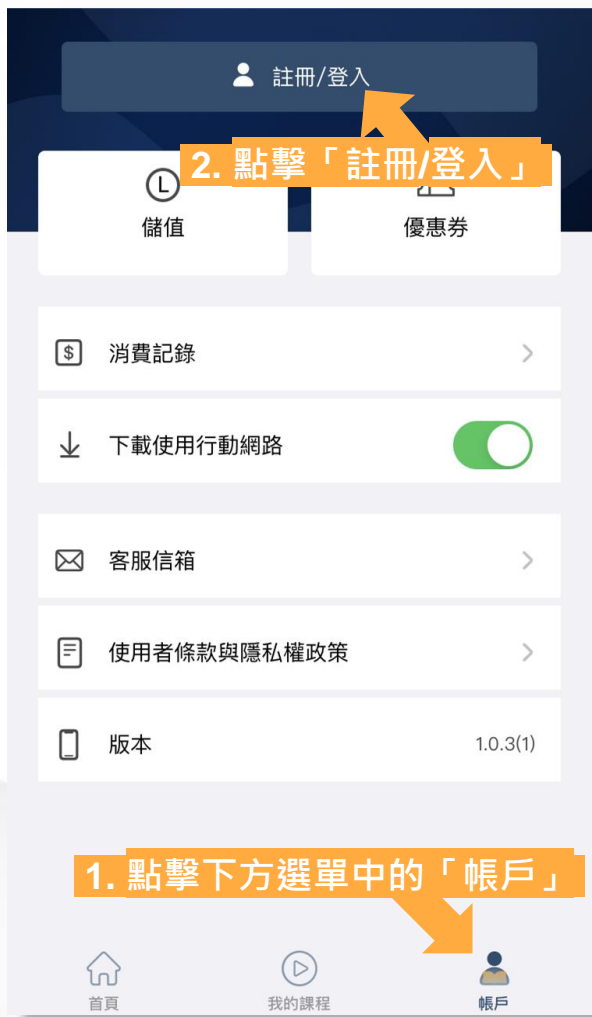 註冊/登入
2. 點擊「註冊/登入」
儲值
優惠券
消費記錄
下載使用行動網路
客服信箱
使用者條款與隱私權政策
版本
1.0.3(1)
1. 點擊下方選單中的「帳戶」
首頁
我的課程
帳戶